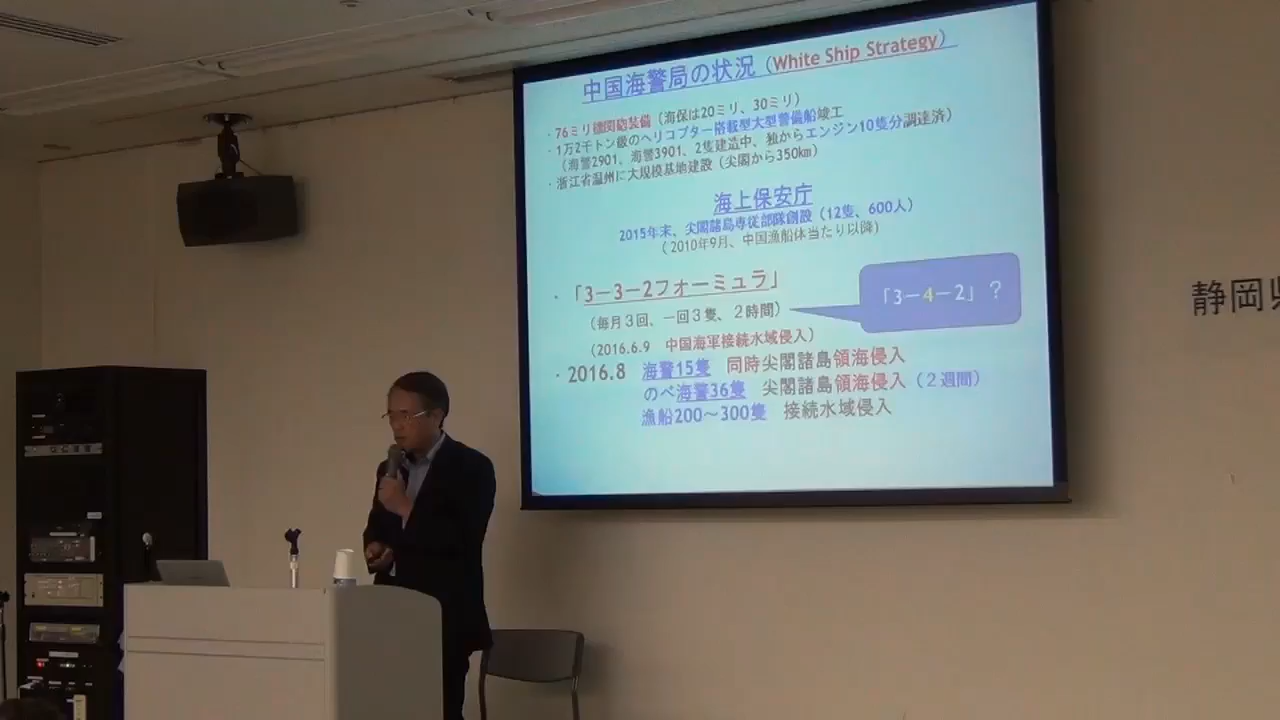 中国海警局の状況（White Ship Strategy）
・76ミリ機関砲装備（海保は20ミリ、30ミリ）
・1万2千トン級のヘリコプター搭載型大型警備船竣工
（海警2901、海警3901、2隻建造中、独からエンジン10隻分調達済）
・浙江省温州に大規模基地建設（尖閣から350km）
海上保安庁
2015年末、尖閣諸島専従部隊創設（12隻、600人）
（2010年9月、中国漁船体当たり以降）
・「3－3－2フォーミュラ」
（毎月３回、一回３隻、２時間）
「3－4－2」？
（2016.6.9　中国海軍接続水域侵入）
・2016.8　海警15隻　同時尖閣諸島領海侵入
のべ海警36隻　尖閣諸島領海侵入（２週間）
漁船200～300隻　接続水域侵入
静岡県